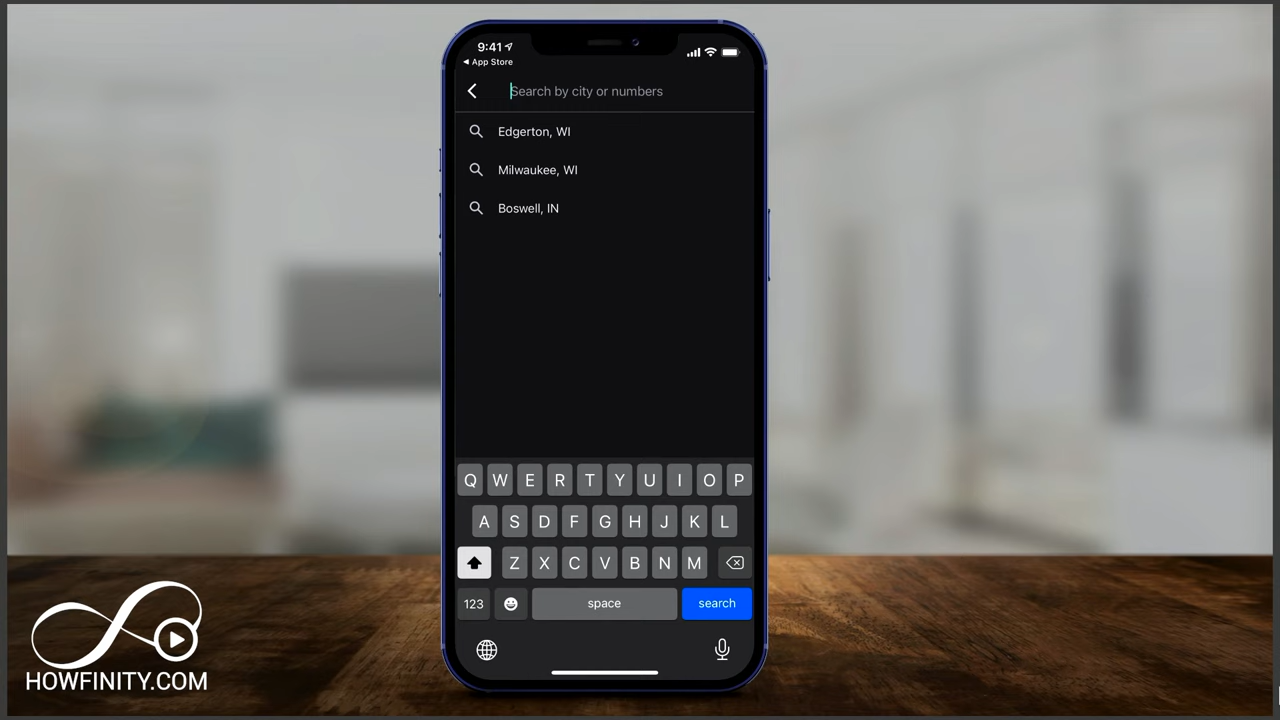 9:41
App Store
Search by city or numbers
Edgerton, WI
Milwaukee, WI
Boswell, IN
Q W E R T Y U I O P
A S D F G H J K L
Z X C V B N M
123 space search
HOWFINITY.COM